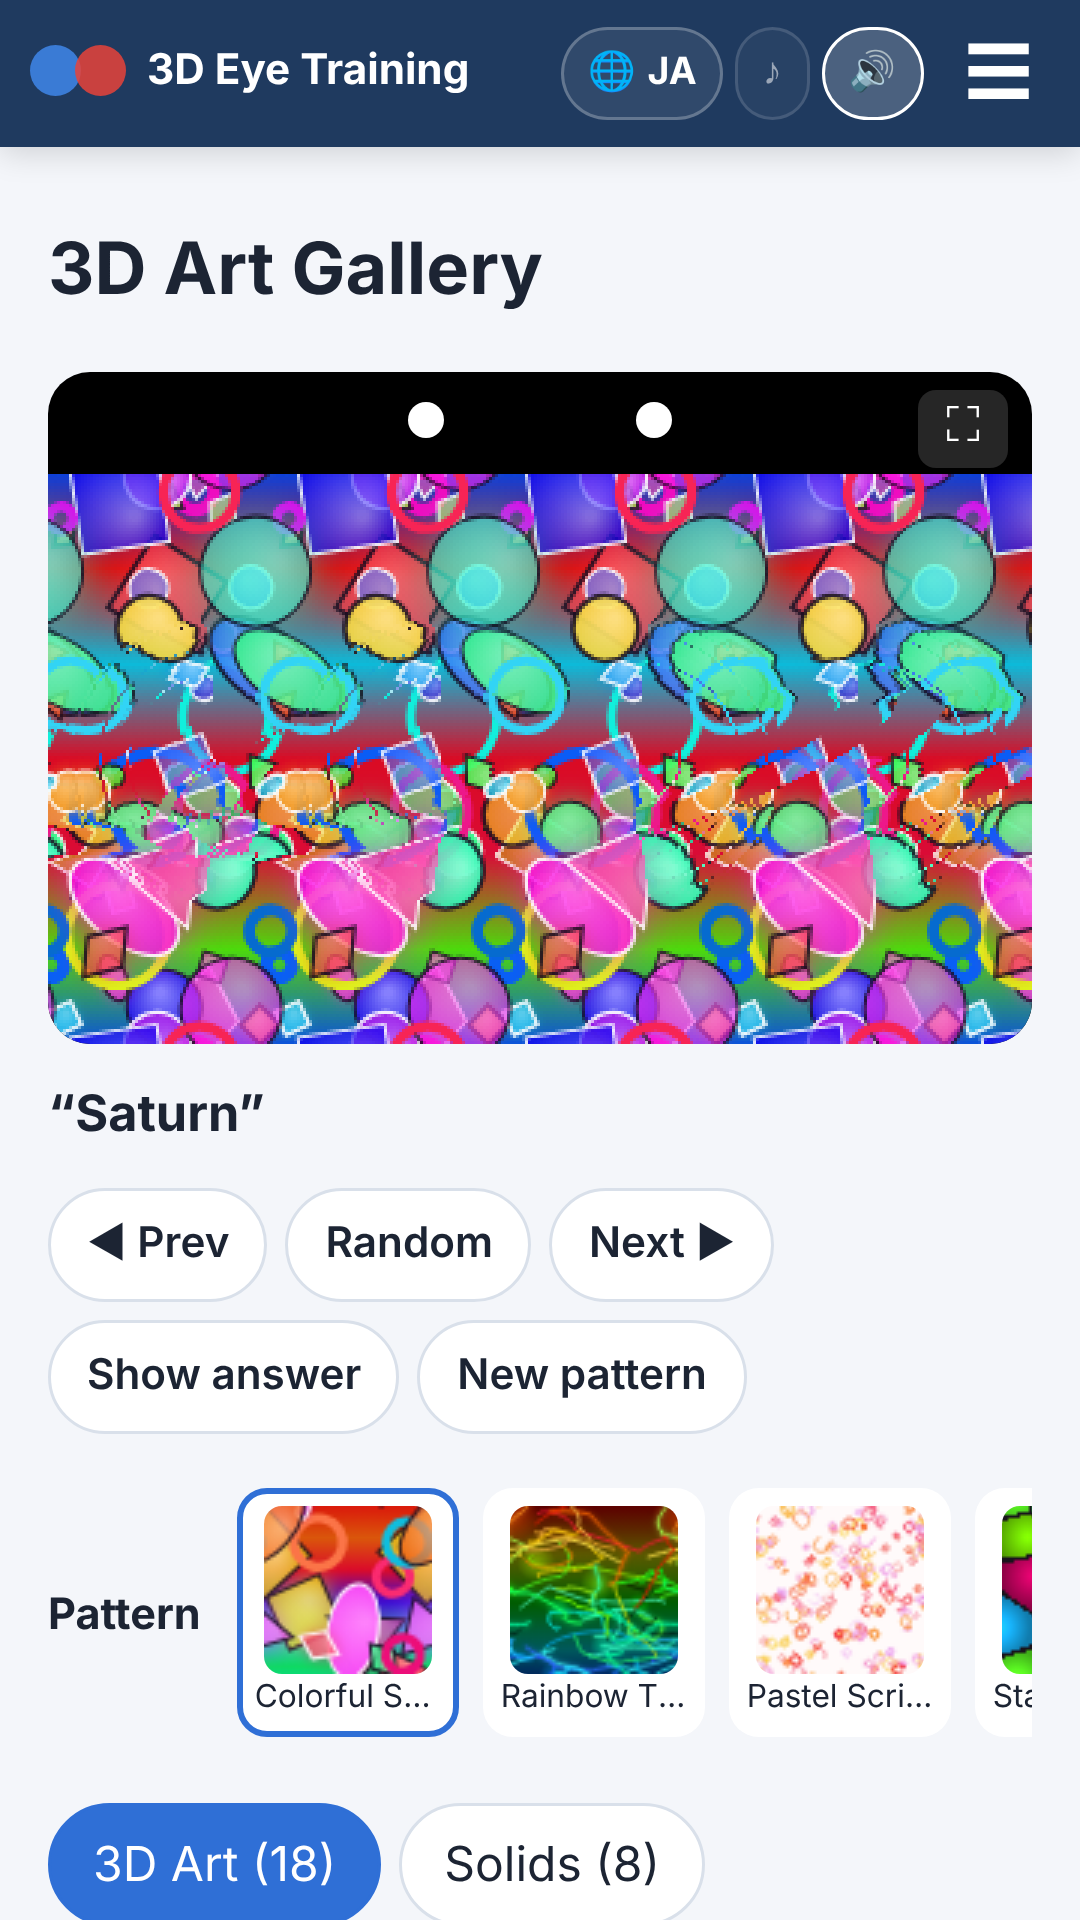 3D Eye Training
🌐 JA
♪
3D Art Gallery
“Saturn”
◀ Prev
Random
Next ▶
Show answer
New pattern
Pattern
Colorful S...
Rainbow T...
Pastel Scri...
Sta
3D Art (18)
Solids (8)